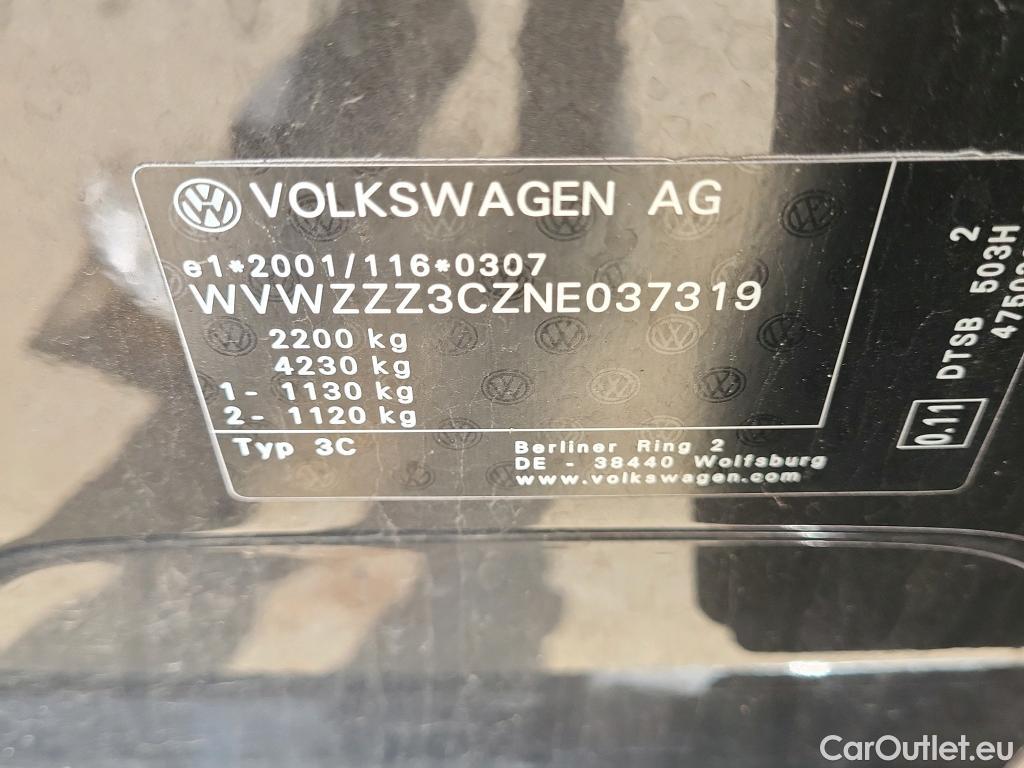 VOLKSWAGEN AG
e1*2001/116*0307
WVWZZZ3CZNE037319
2200 kg
4230 kg
1- 1130 kg
2- 1120 kg
Typ 3C
Berliner Ring 2
DE - 38440 Wolfsburg
www.volkswagen.com
DTSB 503H 2
0.11
CarOutlet.eu